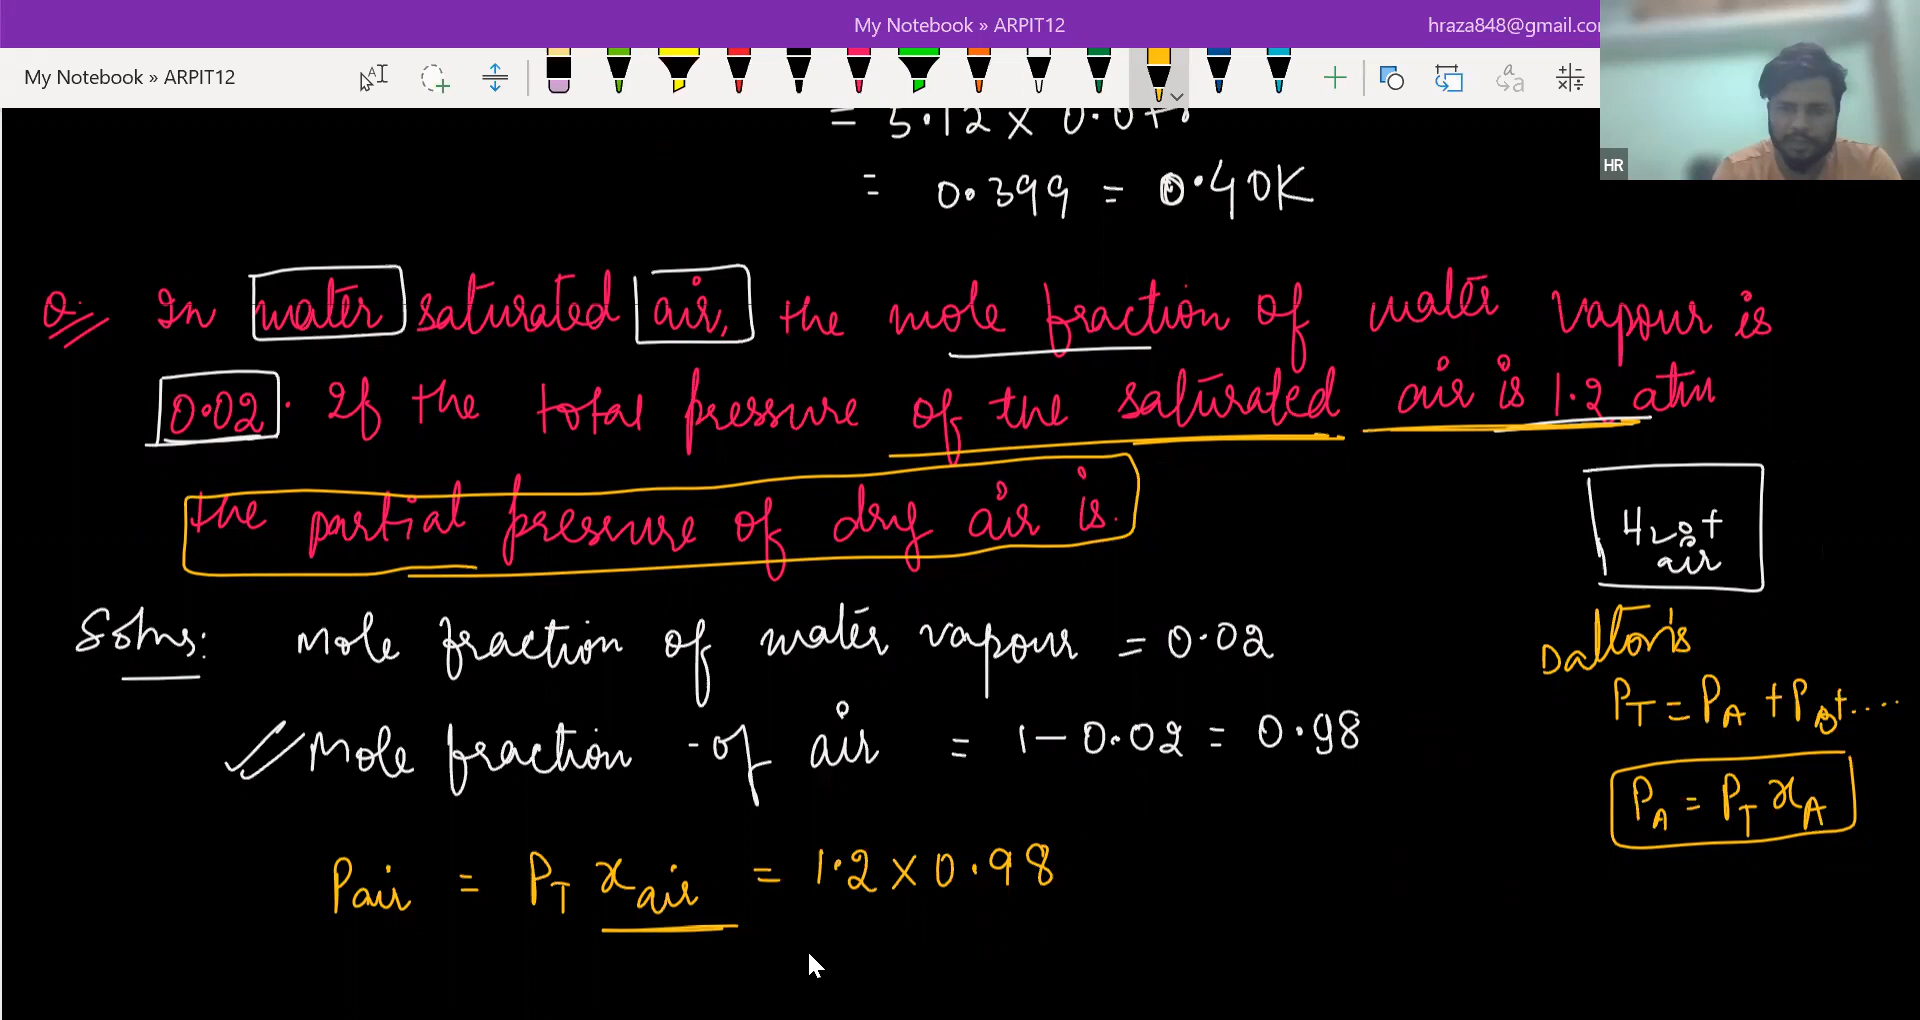 My Notebook » ARPIT12
hraza848@gmail.co
My Notebook » ARPIT12
HR
= 5.12 x 0.078
= 0.399 = 0.40K
Q. In water saturated air, the mole fraction of water vapour is
0.02. If the total pressure of the saturated air is 1.2 atm
the partial pressure of dry air is.
H2O+
air
Solns: Mole fraction of water vapour = 0.02
Mole fraction of air = 1-0.02 = 0.98
Dalton's
PT = PA + PB+....
PA = PT xA
Pair = PT xair = 1.2 x 0.98